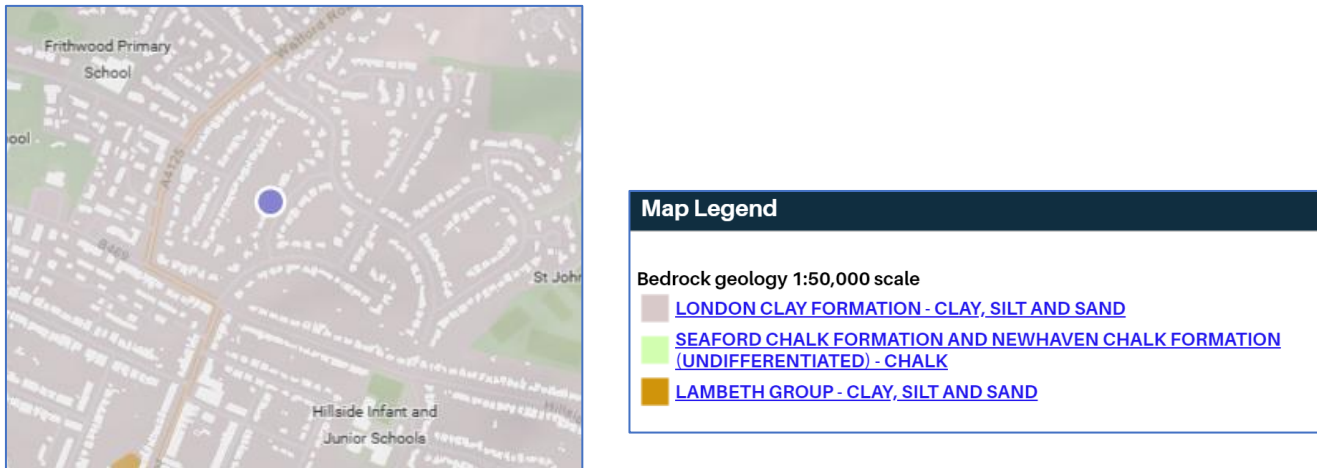 Frithwood Primary
School
Watford Ro
ool
A4125
B469
St John
Hillside Infant and
Junior Schools
Hillsid
Map Legend
Bedrock geology 1:50,000 scale
LONDON CLAY FORMATION - CLAY, SILT AND SAND
SEAFORD CHALK FORMATION AND NEWHAVEN CHALK FORMATION
(UNDIFFERENTIATED) - CHALK
LAMBETH GROUP - CLAY, SILT AND SAND